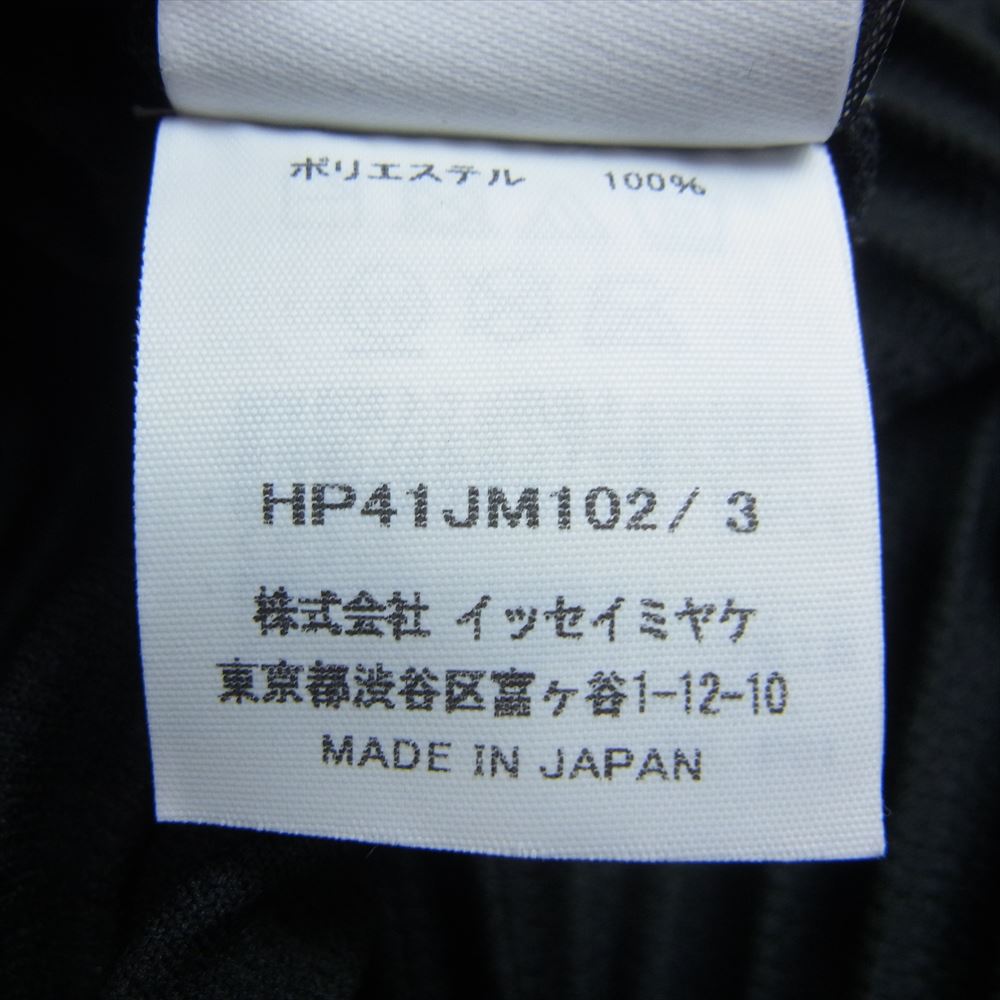 ポリエステル 100%
HP41JM102/ 3
株式会社 イッセイミヤケ
東京都渋谷区富ヶ谷1-12-10
MADE IN JAPAN